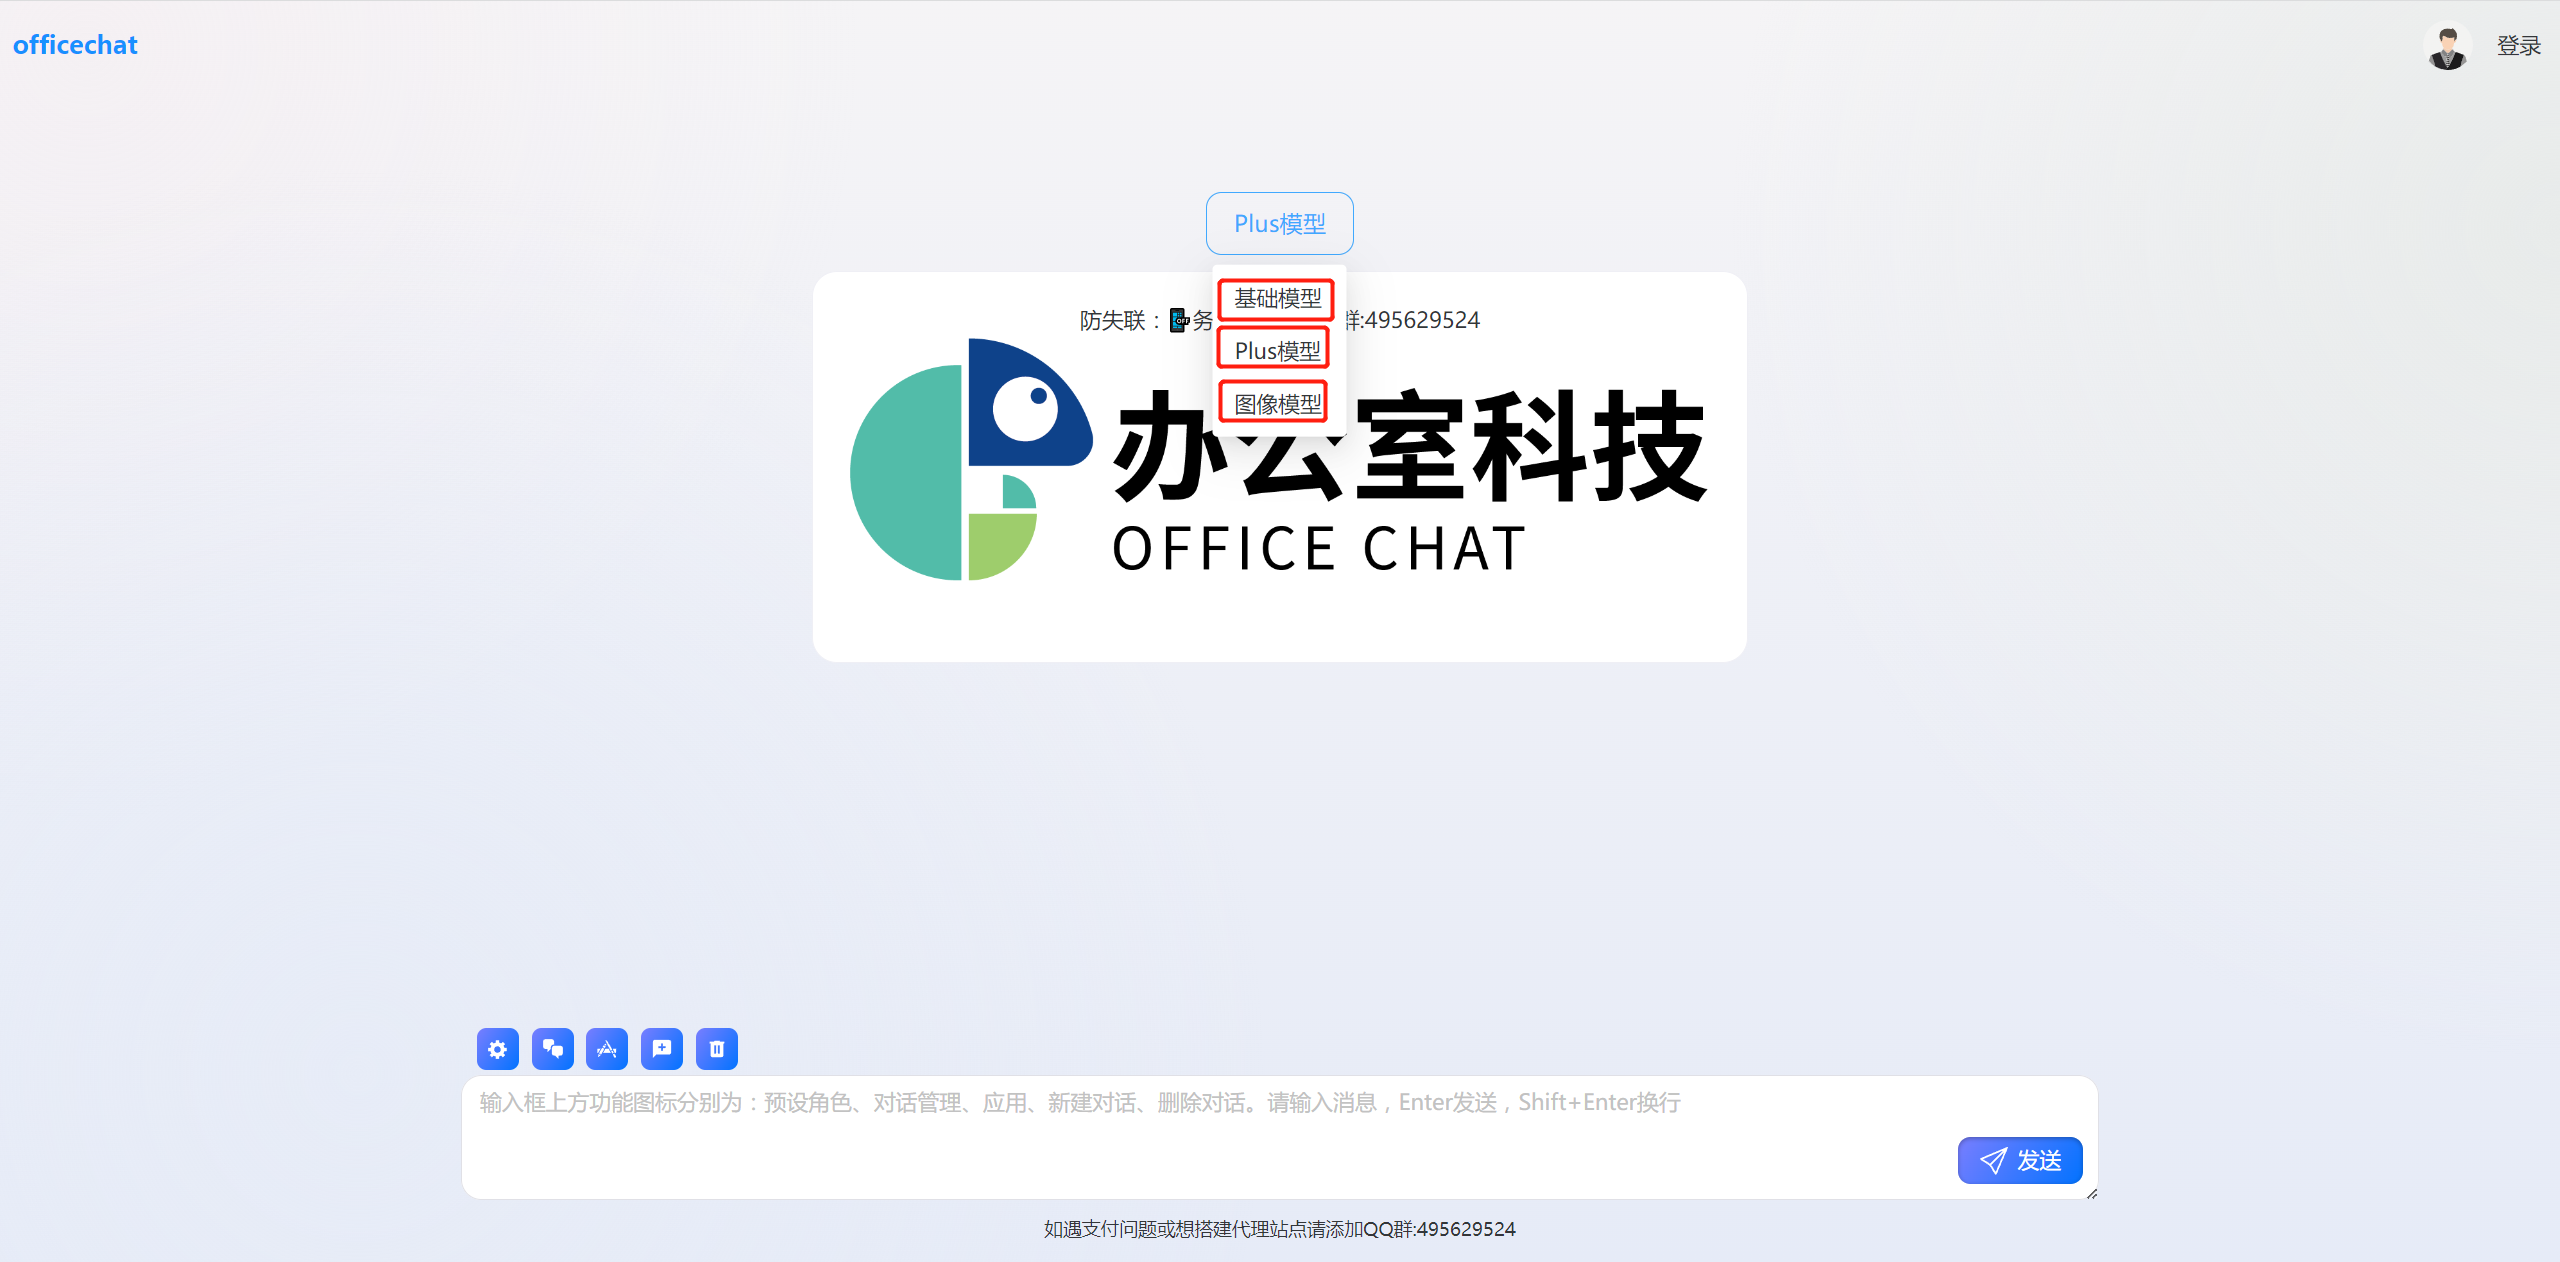 officechat
登录
Plus模型
基础模型
防失联：务 群:495629524
Plus模型
图像模型
办公室科技
OFFICE CHAT
输入框上方功能图标分别为：预设角色、对话管理、应用、新建对话、删除对话。请输入消息，Enter发送，Shift+Enter换行
发送
如遇支付问题或想搭建代理站点请添加QQ群:495629524